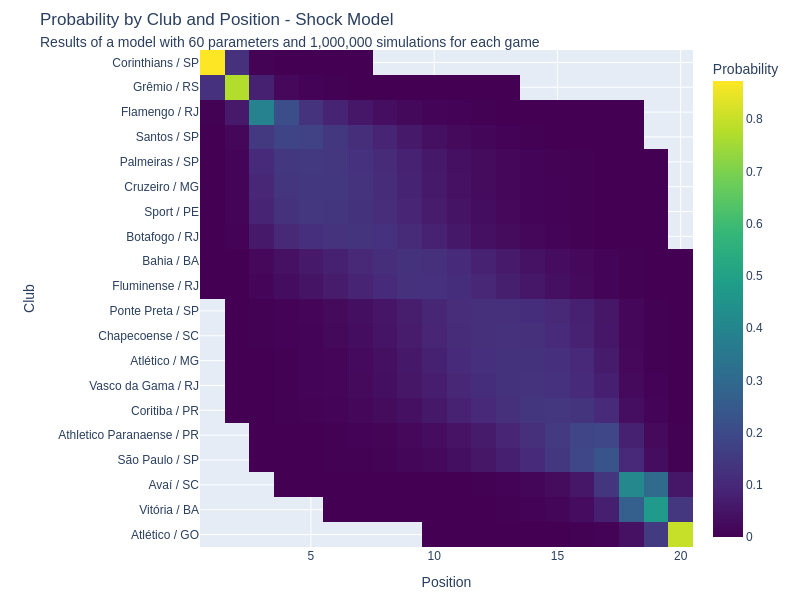 Probability by Club and Position - Shock Model
Results of a model with 60 parameters and 1,000,000 simulations for each game
Probability
Club
Corinthians / SP
Grêmio / RS
Flamengo / RJ
Santos / SP
Palmeiras / SP
Cruzeiro / MG
Sport / PE
Botafogo / RJ
Bahia / BA
Fluminense / RJ
Ponte Preta / SP
Chapecoense / SC
Atlético / MG
Vasco da Gama / RJ
Coritiba / PR
Athletico Paranaense / PR
São Paulo / SP
Avaí / SC
Vitória / BA
Atlético / GO
0.8
0.7
0.6
0.5
0.4
0.3
0.2
0.1
0
5 10 15 20
Position